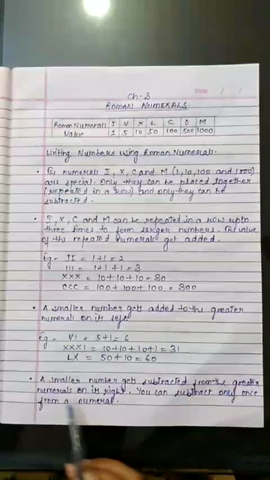 Ch-3
ROMAN NUMERALS
Roman Numerals I V X L C D M
Value 1 5 10 50 100 500 1000
Writing Numbers using Roman Numerals.
• The numerals I, X, C and M (1, 10, 100 and 1000)
are special. Only they can be placed together
(repeated in a row) and only they can be
subtracted.
• I, X, C and M can be repeated in a row upto
three times to form bigger numbers. The value
of the repeated numerals get added.
Eg = II = 1+1 = 2
III = 1+1+1 = 3
XXX = 10+10+10 = 30
CCC = 100+100+100 = 300
• A smaller number gets added to the greater
numeral on its left
Eg = VI = 5+1 = 6
XXXI = 10+10+10+1 = 31
LX = 50+10 = 60
• A smaller number gets subtracted from the greater
numerals on its right. You can subtract only once
from a numeral.